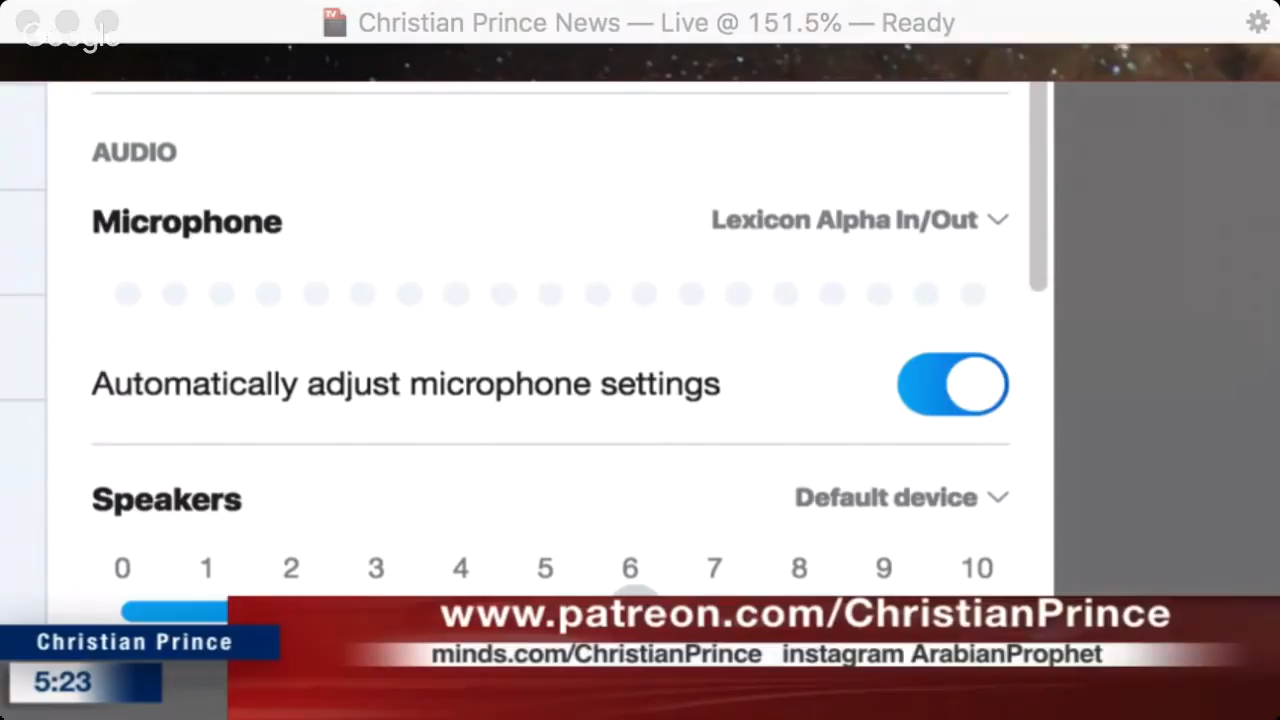 Christian Prince News — Live @ 151.5% — Ready
Google
AUDIO
Microphone
Lexicon Alpha In/Out
Automatically adjust microphone settings
Speakers
Default device
0 1 2 3 4 5 6 7 8 9 10
www.patreon.com/ChristianPrince
Christian Prince
minds.com/ChristianPrince instagram ArabianProphet
5:23